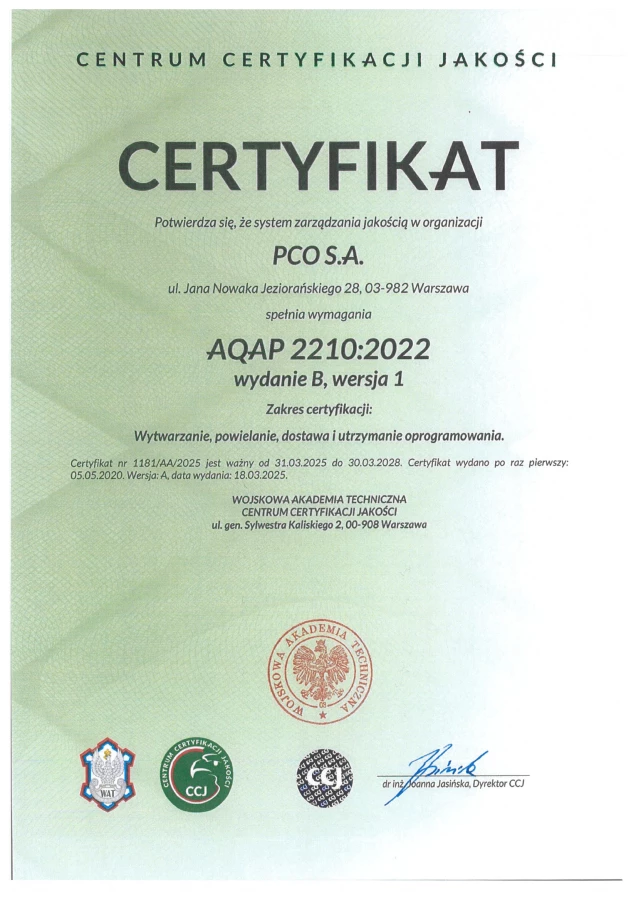 CENTRUM CERTYFIKACJI JAKOŚCI
CERTYFIKAT
Potwierdza się, że system zarządzania jakością w organizacji
PCO S.A.
ul. Jana Nowaka Jeziorańskiego 28, 03-982 Warszawa
spełnia wymagania
AQAP 2210:2022
wydanie B, wersja 1
Zakres certyfikacji:
Wytwarzanie, powielanie, dostawa i utrzymanie oprogramowania.
Certyfikat nr 1181/AA/2025 jest ważny od 31.03.2025 do 30.03.2028. Certyfikat wydano po raz pierwszy:
05.05.2020. Wersja: A, data wydania: 18.03.2025.
WOJSKOWA AKADEMIA TECHNICZNA
CENTRUM CERTYFIKACJI JAKOŚCI
ul. gen. Sylwestra Kaliskiego 2, 00-908 Warszawa
WOJSKOWA AKADEMIA TECHNICZNA
WAT
CENTRUM CERTYFIKACJI JAKOŚCI
CCJ
CCJ
dr inż. Joanna Jasińska, Dyrektor CCJ